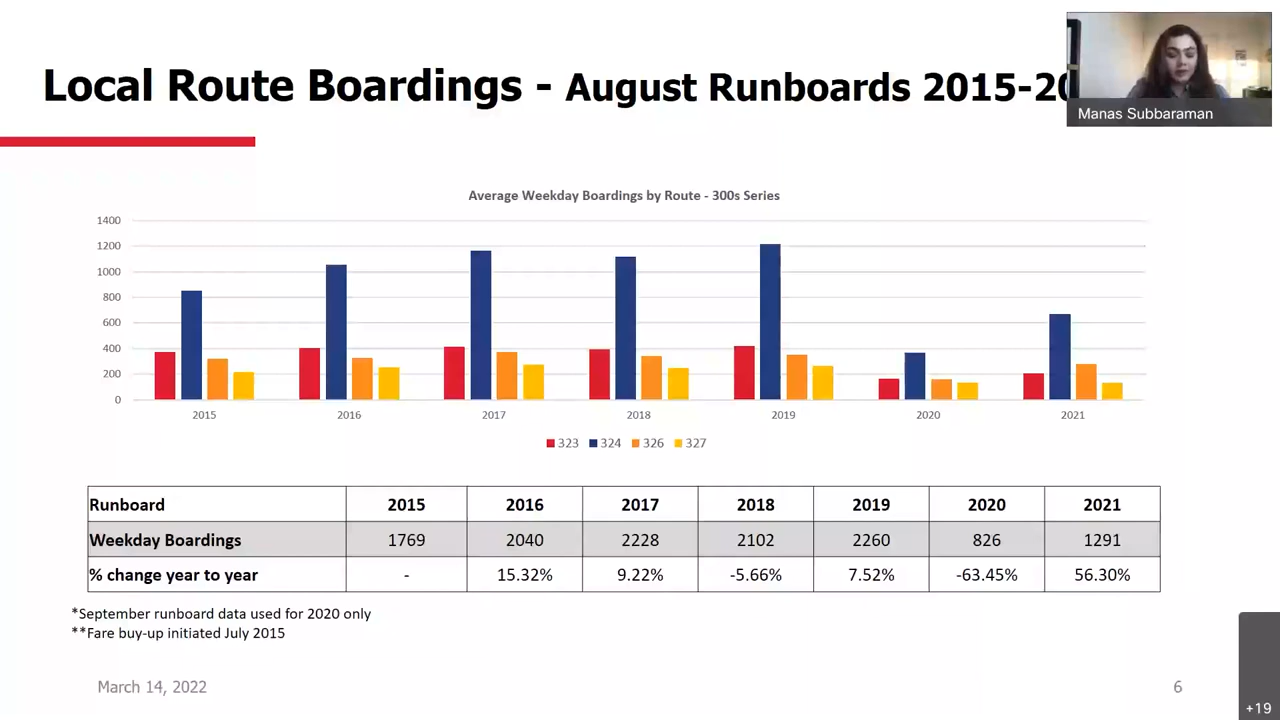 Local Route Boardings - August Runboards 2015-20
Manas Subbaraman
Average Weekday Boardings by Route - 300s Series
1400
1200
1000
800
600
400
200
0
2015 2016 2017 2018 2019 2020 2021
323 324 326 327
Runboard 2015 2016 2017 2018 2019 2020 2021
Weekday Boardings 1769 2040 2228 2102 2260 826 1291
% change year to year - 15.32% 9.22% -5.66% 7.52% -63.45% 56.30%
*September runboard data used for 2020 only
**Fare buy-up initiated July 2015
March 14, 2022 6
+19